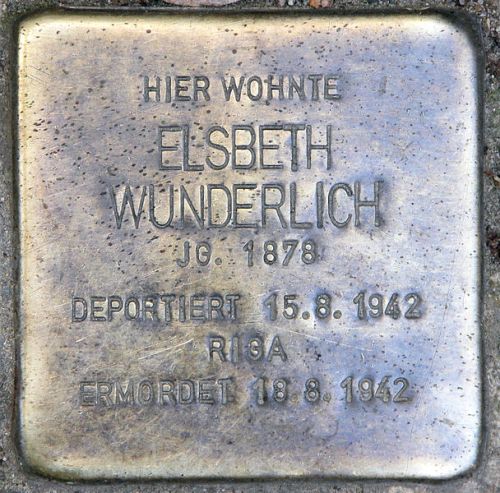 HIER WOHNTE
ELSBETH
WUNDERLICH
JG. 1878
DEPORTIERT 15.8.1942
RIGA
ERMORDET 18.8.1942